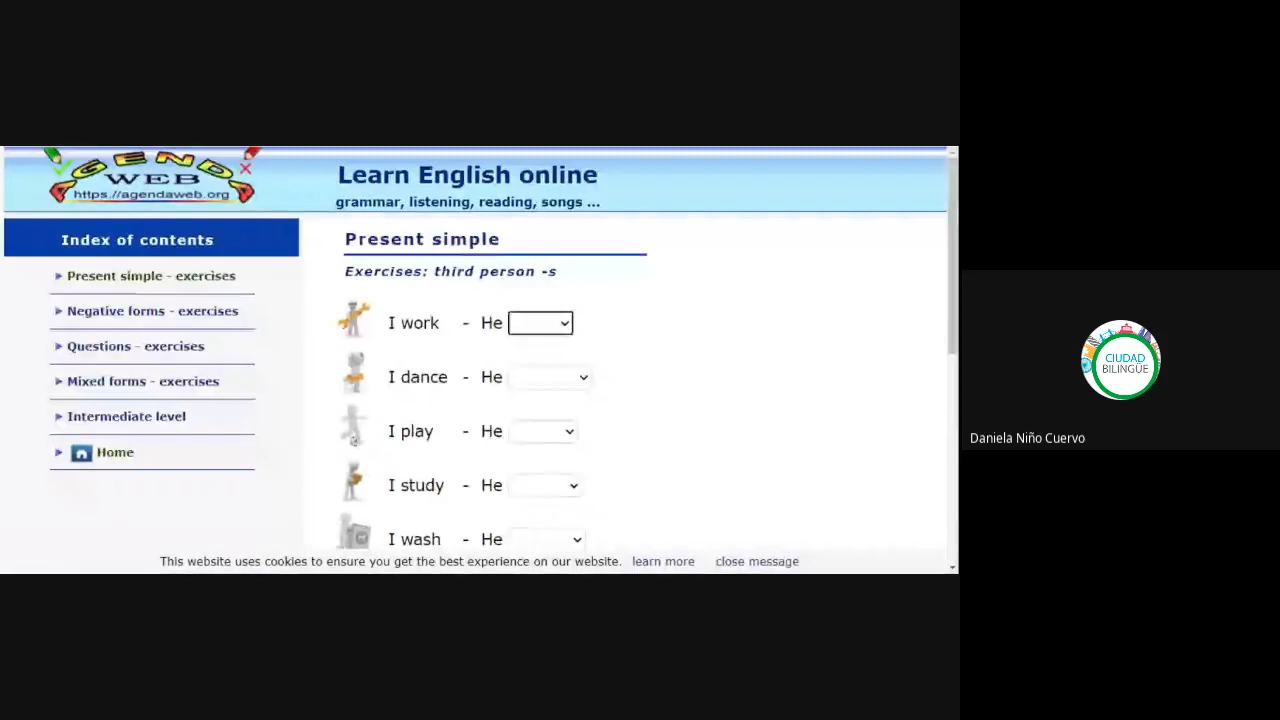 AGENDA
WEB
https://agendaweb.org
Learn English online
grammar, listening, reading, songs ...
Index of contents
Present simple - exercises
Negative forms - exercises
Questions - exercises
Mixed forms - exercises
Intermediate level
Home
Present simple
Exercises: third person -s
I work - He
I dance - He
I play - He
I study - He
I wash - He
This website uses cookies to ensure you get the best experience on our website. learn more close message
CIUDAD
BILINGÜE
Daniela Niño Cuervo